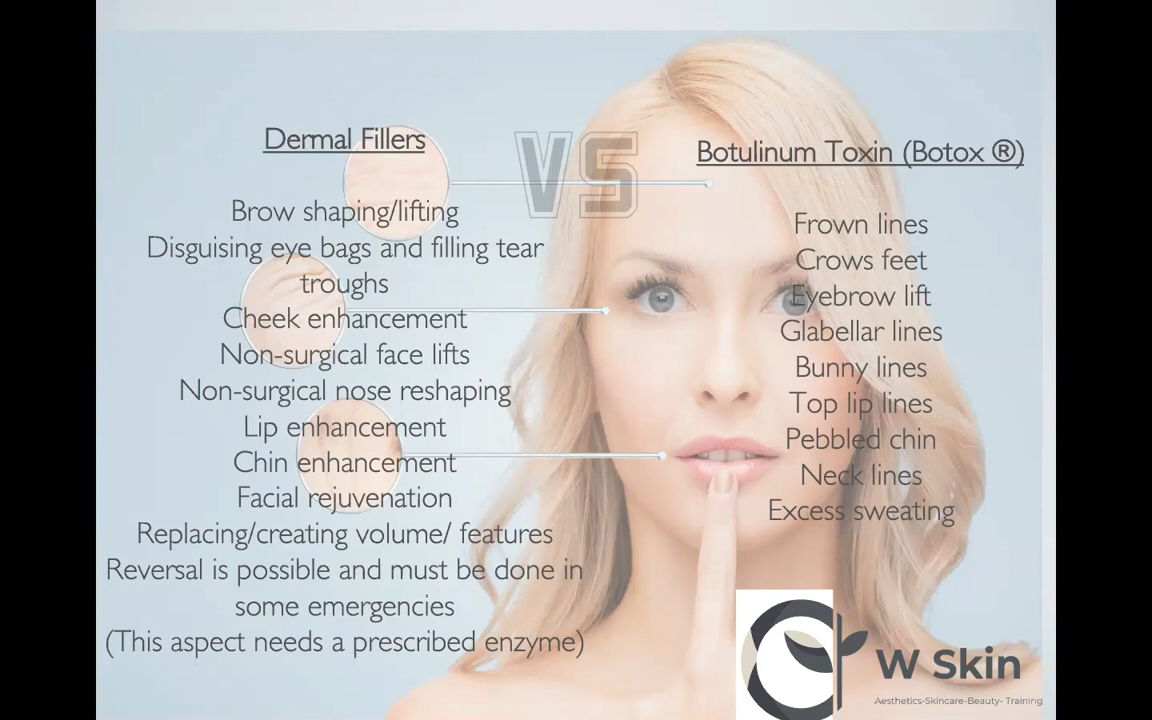 Dermal Fillers
VS
Botulinum Toxin (Botox ®)
Brow shaping/lifting
Disguising eye bags and filling tear
troughs
Cheek enhancement
Non-surgical face lifts
Non-surgical nose reshaping
Lip enhancement
Chin enhancement
Facial rejuvenation
Replacing/creating volume/ features
Reversal is possible and must be done in
some emergencies
(This aspect needs a prescribed enzyme)
Frown lines
Crows feet
Eyebrow lift
Glabellar lines
Bunny lines
Top lip lines
Pebbled chin
Neck lines
Excess sweating
W Skin
Aesthetics-Skincare-Beauty- Training